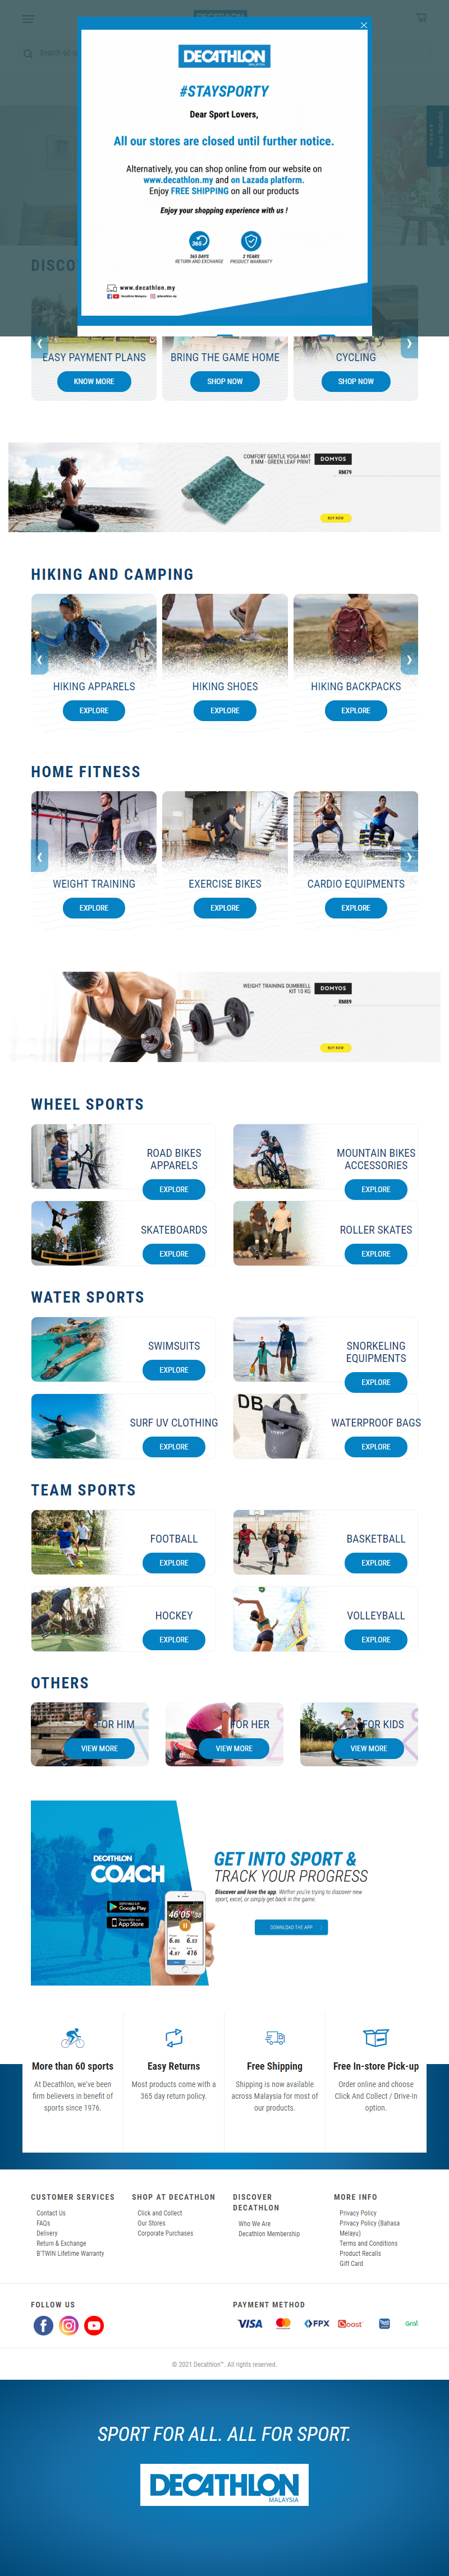 Search 60 s
DECATHLON
MALAYSIA
#STAYSPORTY
Dear Sport Lovers,
All our stores are closed until further notice.
Alternatively, you can shop online from our website on
www.decathlon.my and on Lazada platform.
Enjoy FREE SHIPPING on all our products
Enjoy your shopping experience with us !
365
365 DAYS
RETURN AND EXCHANGE
2 YEARS
PRODUCT WARRANTY
www.decathlon.my
Decathlon Malaysia
DISCO
EASY PAYMENT PLANS
KNOW MORE
BRING THE GAME HOME
SHOP NOW
CYCLING
SHOP NOW
COMFORT GENTLE YOGA MAT
8 MM - GREEN LEAF PRINT
DOMYOS
RM79
BUY NOW
HIKING AND CAMPING
HIKING APPARELS
EXPLORE
HIKING SHOES
EXPLORE
HIKING BACKPACKS
EXPLORE
HOME FITNESS
WEIGHT TRAINING
EXPLORE
EXERCISE BIKES
EXPLORE
CARDIO EQUIPMENTS
EXPLORE
WEIGHT TRAINING DUMBBELL
KIT 10 KG
DOMYOS
RM89
BUY NOW
WHEEL SPORTS
ROAD BIKES
APPARELS
EXPLORE
MOUNTAIN BIKES
ACCESSORIES
EXPLORE
SKATEBOARDS
EXPLORE
ROLLER SKATES
EXPLORE
WATER SPORTS
SWIMSUITS
EXPLORE
SNORKELING
EQUIPMENTS
EXPLORE
SURF UV CLOTHING
EXPLORE
WATERPROOF BAGS
EXPLORE
TEAM SPORTS
FOOTBALL
EXPLORE
BASKETBALL
EXPLORE
HOCKEY
EXPLORE
VOLLEYBALL
EXPLORE
OTHERS
FOR HIM
VIEW MORE
FOR HER
VIEW MORE
FOR KIDS
VIEW MORE
DECATHLON
COACH
Google Play
App Store
GET INTO SPORT &
TRACK YOUR PROGRESS
Discover and love the app. Wether you're trying to discover new
sport, excel, or simply get back in the game.
DOWNLOAD THE APP
More than 60 sports
At Decathlon, we've been
firm believers in benefit of
sports since 1976.
Easy Returns
Most products come with a
365 day return policy.
Free Shipping
Shipping is now available
across Malaysia for most of
our products.
Free In-store Pick-up
Order online and choose
Click And Collect / Drive-In
option.
CUSTOMER SERVICES
Contact Us
FAQs
Delivery
Return & Exchange
B'TWIN Lifetime Warranty
SHOP AT DECATHLON
Click and Collect
Our Stores
Corporate Purchases
DISCOVER
DECATHLON
Who We Are
Decathlon Membership
MORE INFO
Privacy Policy
Privacy Policy (Bahasa
Melayu)
Terms and Conditions
Product Recalls
Gift Card
FOLLOW US
PAYMENT METHOD
VISA
FPX
boost
© 2021 Decathlon™. All rights reserved.
SPORT FOR ALL. ALL FOR SPORT.
DECATHLON
MALAYSIA